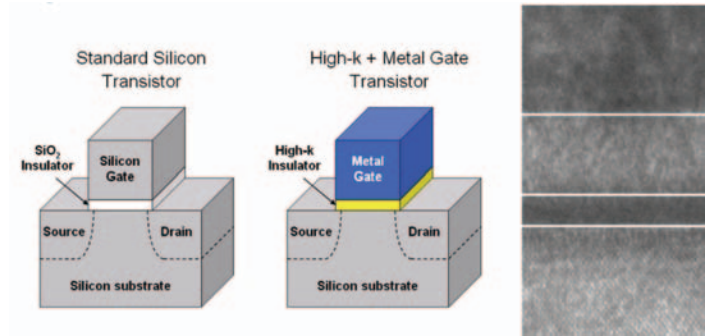 Standard Silicon
Transistor
SiO₂
Insulator
Silicon
Gate
Source
Drain
Silicon substrate
High-k + Metal Gate
Transistor
High-k
Insulator
Metal
Gate
Source
Drain
Silicon substrate